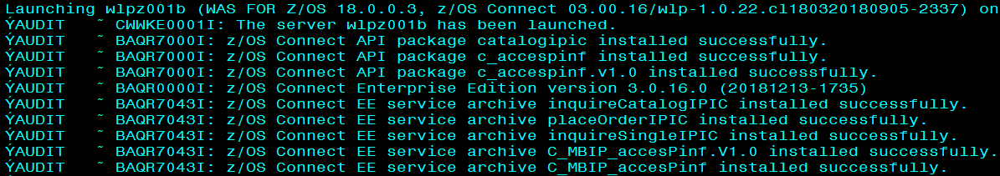 Launching wlpz001b (WAS FOR Z/OS 18.0.0.3, z/OS Connect 03.00.16/wlp-1.0.22.cl180320180905-2337) on
ÝAUDIT   ˜ CWWKE0001I: The server wlpz001b has been launched.
ÝAUDIT   ˜ BAQR7000I: z/OS Connect API package catalogipic installed successfully.
ÝAUDIT   ˜ BAQR7000I: z/OS Connect API package c_accespinf installed successfully.
ÝAUDIT   ˜ BAQR7000I: z/OS Connect API package c_accespinf.v1.0 installed successfully.
ÝAUDIT   ˜ BAQR0000I: z/OS Connect Enterprise Edition version 3.0.16.0 (20181213-1735)
ÝAUDIT   ˜ BAQR7043I: z/OS Connect EE service archive inquireCatalogIPIC installed successfully.
ÝAUDIT   ˜ BAQR7043I: z/OS Connect EE service archive placeOrderIPIC installed successfully.
ÝAUDIT   ˜ BAQR7043I: z/OS Connect EE service archive inquireSingleIPIC installed successfully.
ÝAUDIT   ˜ BAQR7043I: z/OS Connect EE service archive C_MBIP_accesPinf.V1.0 installed successfully.
ÝAUDIT   ˜ BAQR7043I: z/OS Connect EE service archive C_MBIP_accesPinf installed successfully.